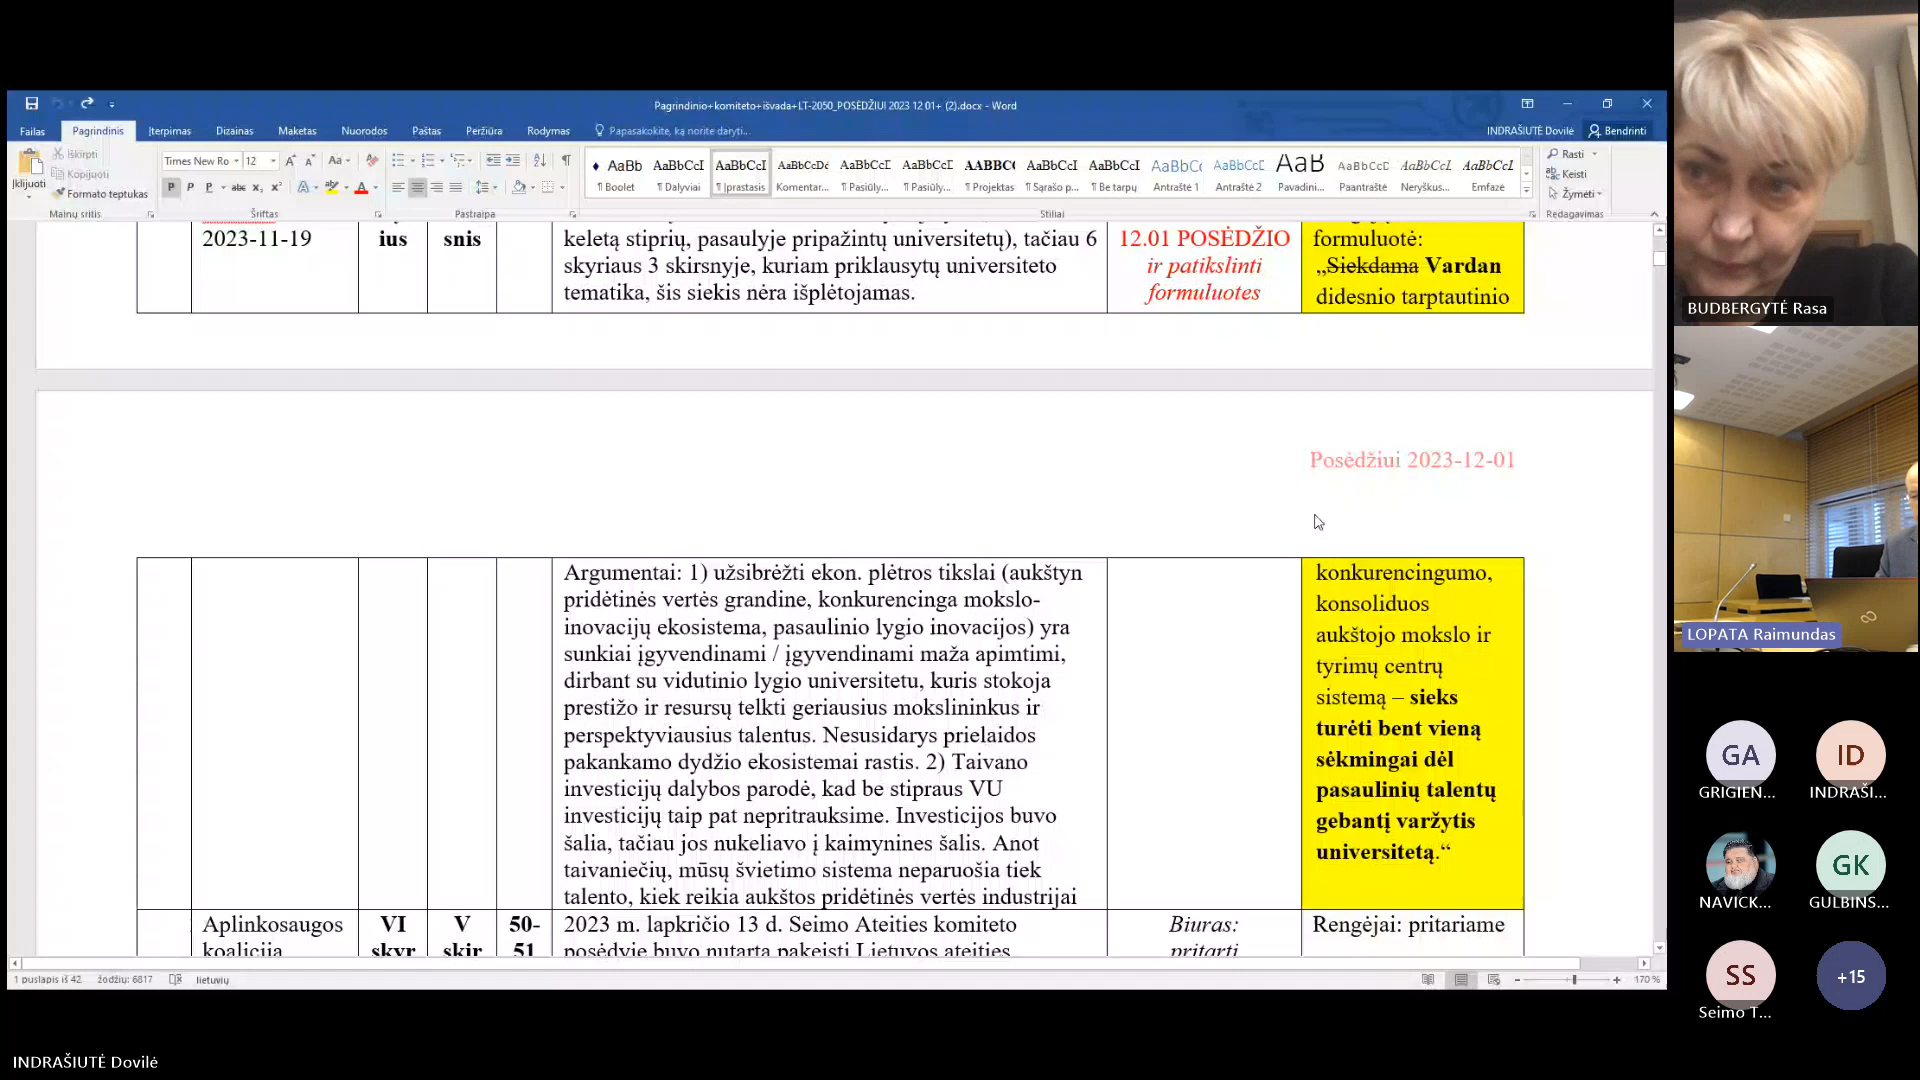 Pagrindinio+komiteto+išvada+LT-2050_POSĖDŽIUI 2023 12 01+ (2).docx - Word
Failas
Pagrindinis
Įterpimas
Dizainas
Maketas
Nuorodos
Paštas
Peržiūra
Rodymas
Papasakokite, ką norite daryti...
INDRAŠIUTĖ Dovilė
Bendrinti
Įklijuoti
Iškirpti
Kopijuoti
Formato teptukas
Mainų sritis
Times New Ro
12
Šriftas
Pastraipa
AaBb
¶ Boolet
AaBbCcI
¶ Dalyviai
AaBbCcI
¶ Įprastasis
AaBbCcDd
Komentar...
AaBbCcD
¶ Pasiūly...
AaBbCcI
¶ Pasiūly...
AABBC
¶ Projektas
AaBbCcI
¶ Sąrašo p...
AaBbCcI
¶ Be tarpų
AaBbC
Antraštė 1
AaBbCcE
Antraštė 2
AaB
Pavadini...
AaBbCcD
Paantraštė
AaBbCcI
Neryškus...
AaBbCcI
Emfazė
Stiliai
Rasti
Keisti
Žymėti
Redagavimas
2023-11-19
ius
snis
keletą stiprių, pasaulyje pripažintų universitetų), tačiau 6
skyriaus 3 skirsnyje, kuriam priklausytų universiteto
tematika, šis siekis nėra išplėtojamas.
12.01 POSĖDŽIO
ir patikslinti
formuluotes
formuluotė:
„Siekdama Vardan
didesnio tarptautinio
Posėdžiui 2023-12-01
Argumentai: 1) užsibrėžti ekon. plėtros tikslai (aukštyn
pridėtinės vertės grandine, konkurencinga mokslo-
inovacijų ekosistema, pasaulinio lygio inovacijos) yra
sunkiai įgyvendinami / įgyvendinami maža apimtimi,
dirbant su vidutinio lygio universitetu, kuris stokoja
prestižo ir resursų telkti geriausius mokslininkus ir
perspektyviausius talentus. Nesusidarys prielaidos
pakankamo dydžio ekosistemai rastis. 2) Taivano
investicijų dalybos parodė, kad be stipraus VU
investicijų taip pat nepritrauksime. Investicijos buvo
šalia, tačiau jos nukeliavo į kaimynines šalis. Anot
taivaniečių, mūsų švietimo sistema neparuošia tiek
talento, kiek reikia aukštos pridėtinės vertės industrijai
konkurencingumo,
konsoliduos
aukštojo mokslo ir
tyrimų centrų
sistemą – sieks
turėti bent vieną
sėkmingai dėl
pasaulinių talentų
gebantį varžytis
universitetą.“
Aplinkosaugos
koalicija
VI
skyr
V
skir
50-
51
2023 m. lapkričio 13 d. Seimo Ateities komiteto
posėdyje buvo nutarta pakeisti Lietuvos ateities
Biuras:
pritarti
Rengėjai: pritariame
1 puslapis iš 42
žodžių: 6817
lietuvių
170 %
BUDBERGYTĖ Rasa
LOPATA Raimundas
GA
GRIGIEN...
ID
INDRAŠI...
NAVICK...
GK
GULBINS...
SS
Seimo T...
+15
INDRAŠIUTĖ Dovilė